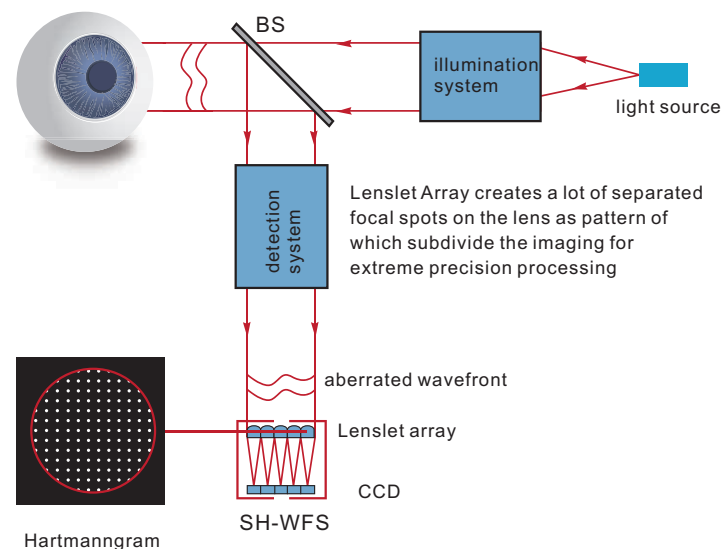 BS
illumination
system
light source
detection
system
Lenslet Array creates a lot of separated
focal spots on the lens as pattern of
which subdivide the imaging for
extreme precision processing
aberrated wavefront
Lenslet array
CCD
SH-WFS
Hartmanngram